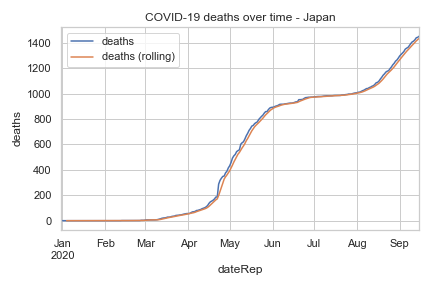 COVID-19 deaths over time - Japan
deaths
deaths (rolling)
1400
1200
1000
800
600
400
200
0
deaths
Jan Feb Mar Apr May Jun Jul Aug Sep
2020
dateRep